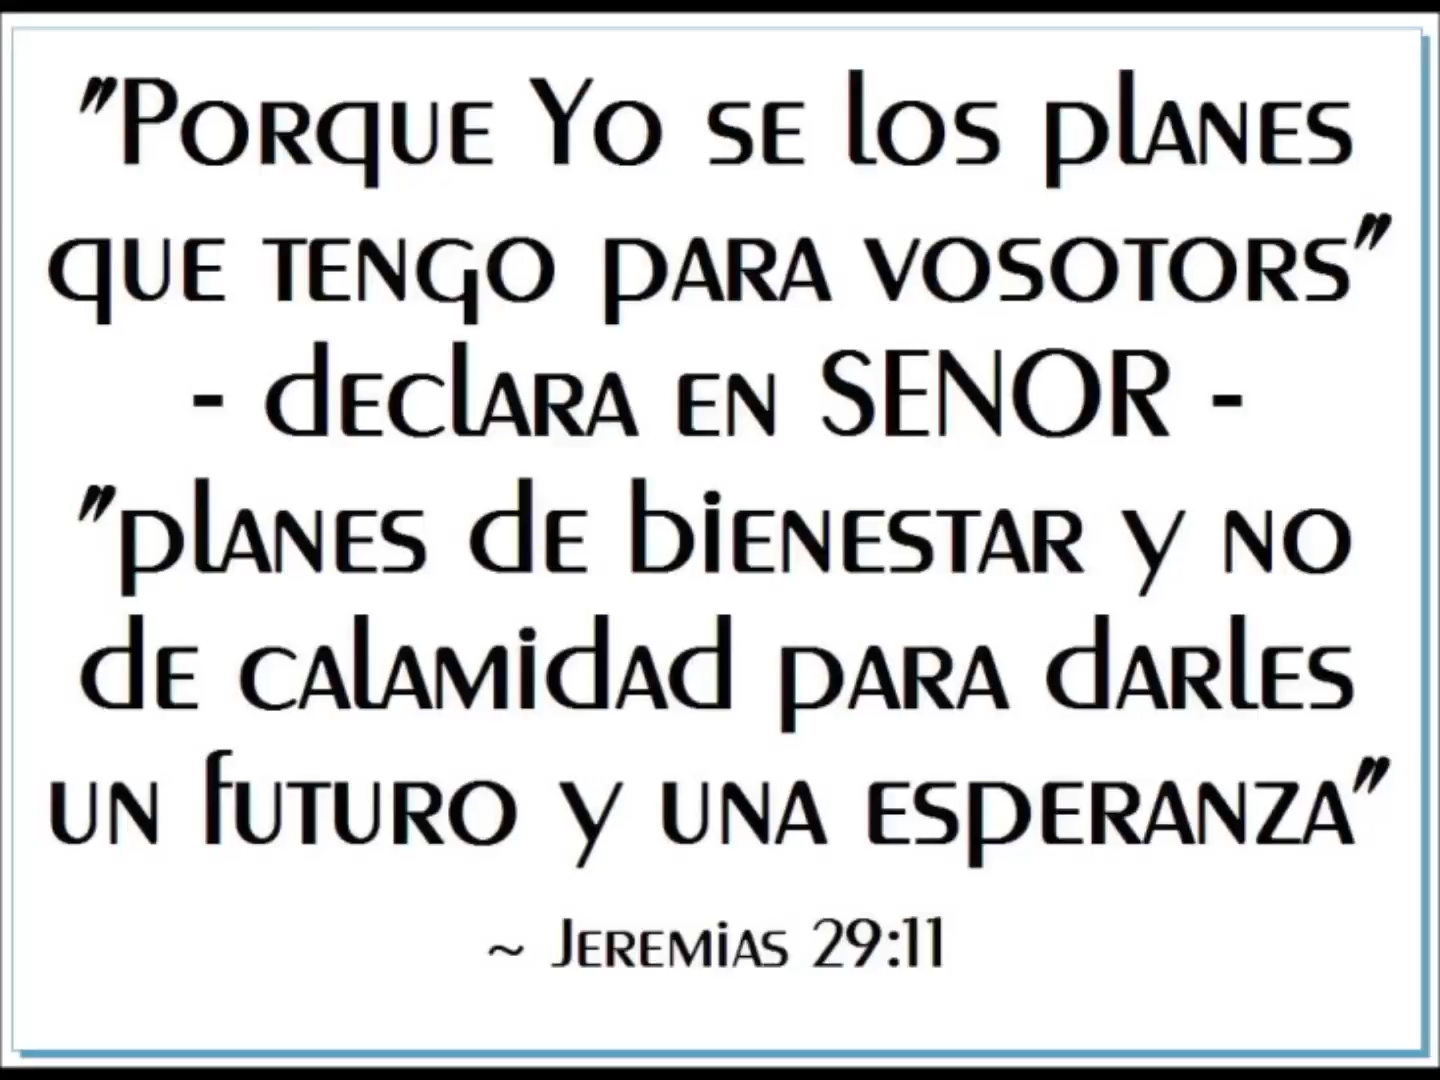 "Porque Yo se los planes
que tengo para vosotors"
- declara en SENOR -
"planes de bienestar y no
de calamidad para darles
un futuro y una esperanza"
~ Jeremias 29:11